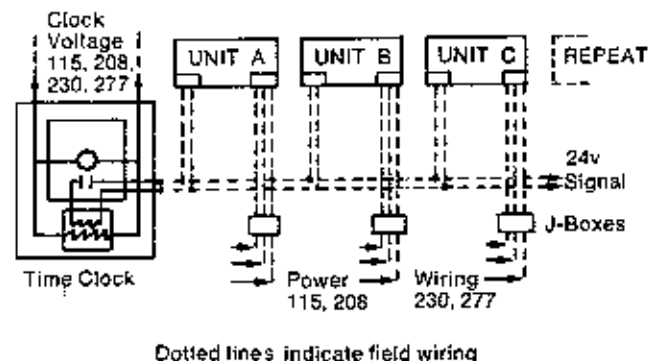 Clock
Voltage
115, 208,
230, 277
UNIT A
UNIT B
UNIT C
REPEAT
24v
Signal
J-Boxes
Time Clock
Power
115, 208
Wiring
230, 277
Dotted lines indicate field wiring